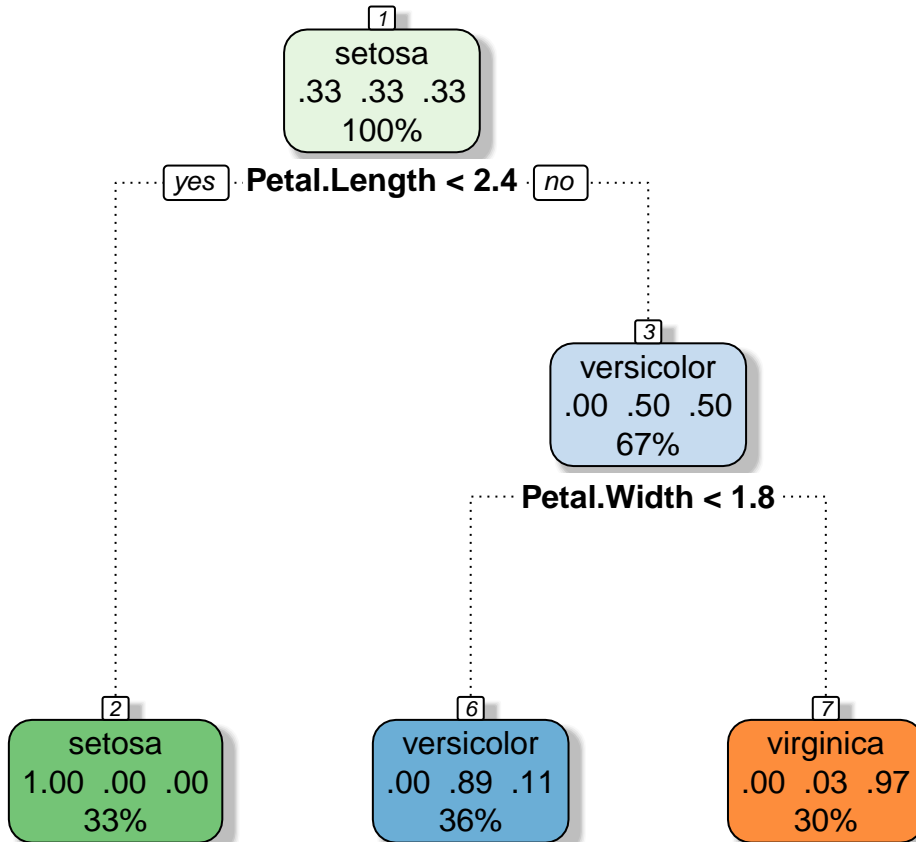 1
setosa
.33 .33 .33
100%
yes Petal.Length < 2.4 no
3
versicolor
.00 .50 .50
67%
Petal.Width < 1.8
2
setosa
1.00 .00 .00
33%
6
versicolor
.00 .89 .11
36%
7
virginica
.00 .03 .97
30%